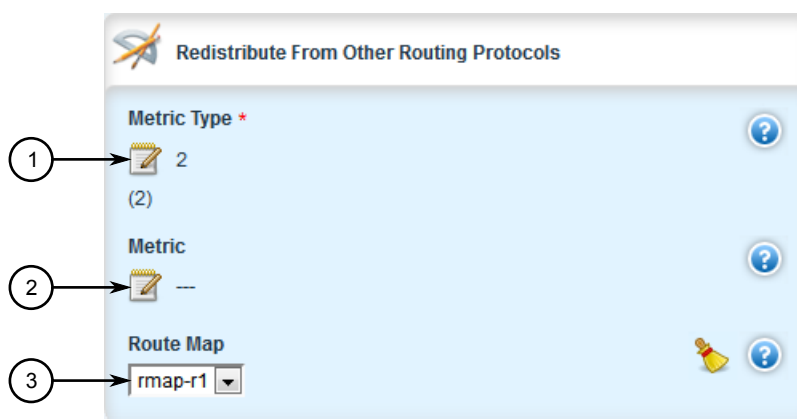 Redistribute From Other Routing Protocols
Metric Type *
1
2
(2)
Metric
2
---
Route Map
3
rmap-r1